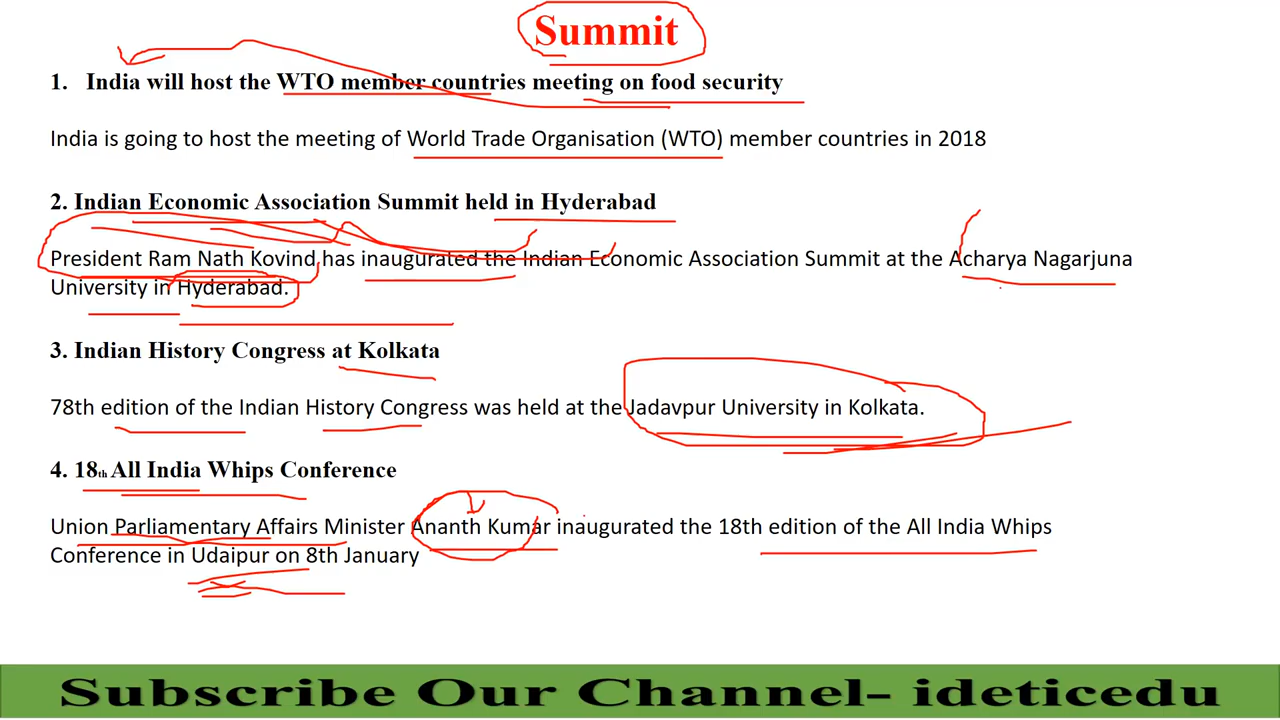 Summit
1. India will host the WTO member countries meeting on food security
India is going to host the meeting of World Trade Organisation (WTO) member countries in 2018
2. Indian Economic Association Summit held in Hyderabad
President Ram Nath Kovind has inaugurated the Indian Economic Association Summit at the Acharya Nagarjuna
University in Hyderabad.
3. Indian History Congress at Kolkata
78th edition of the Indian History Congress was held at the Jadavpur University in Kolkata.
4. 18th All India Whips Conference
Union Parliamentary Affairs Minister Ananth Kumar inaugurated the 18th edition of the All India Whips
Conference in Udaipur on 8th January
Subscribe Our Channel- ideticedu